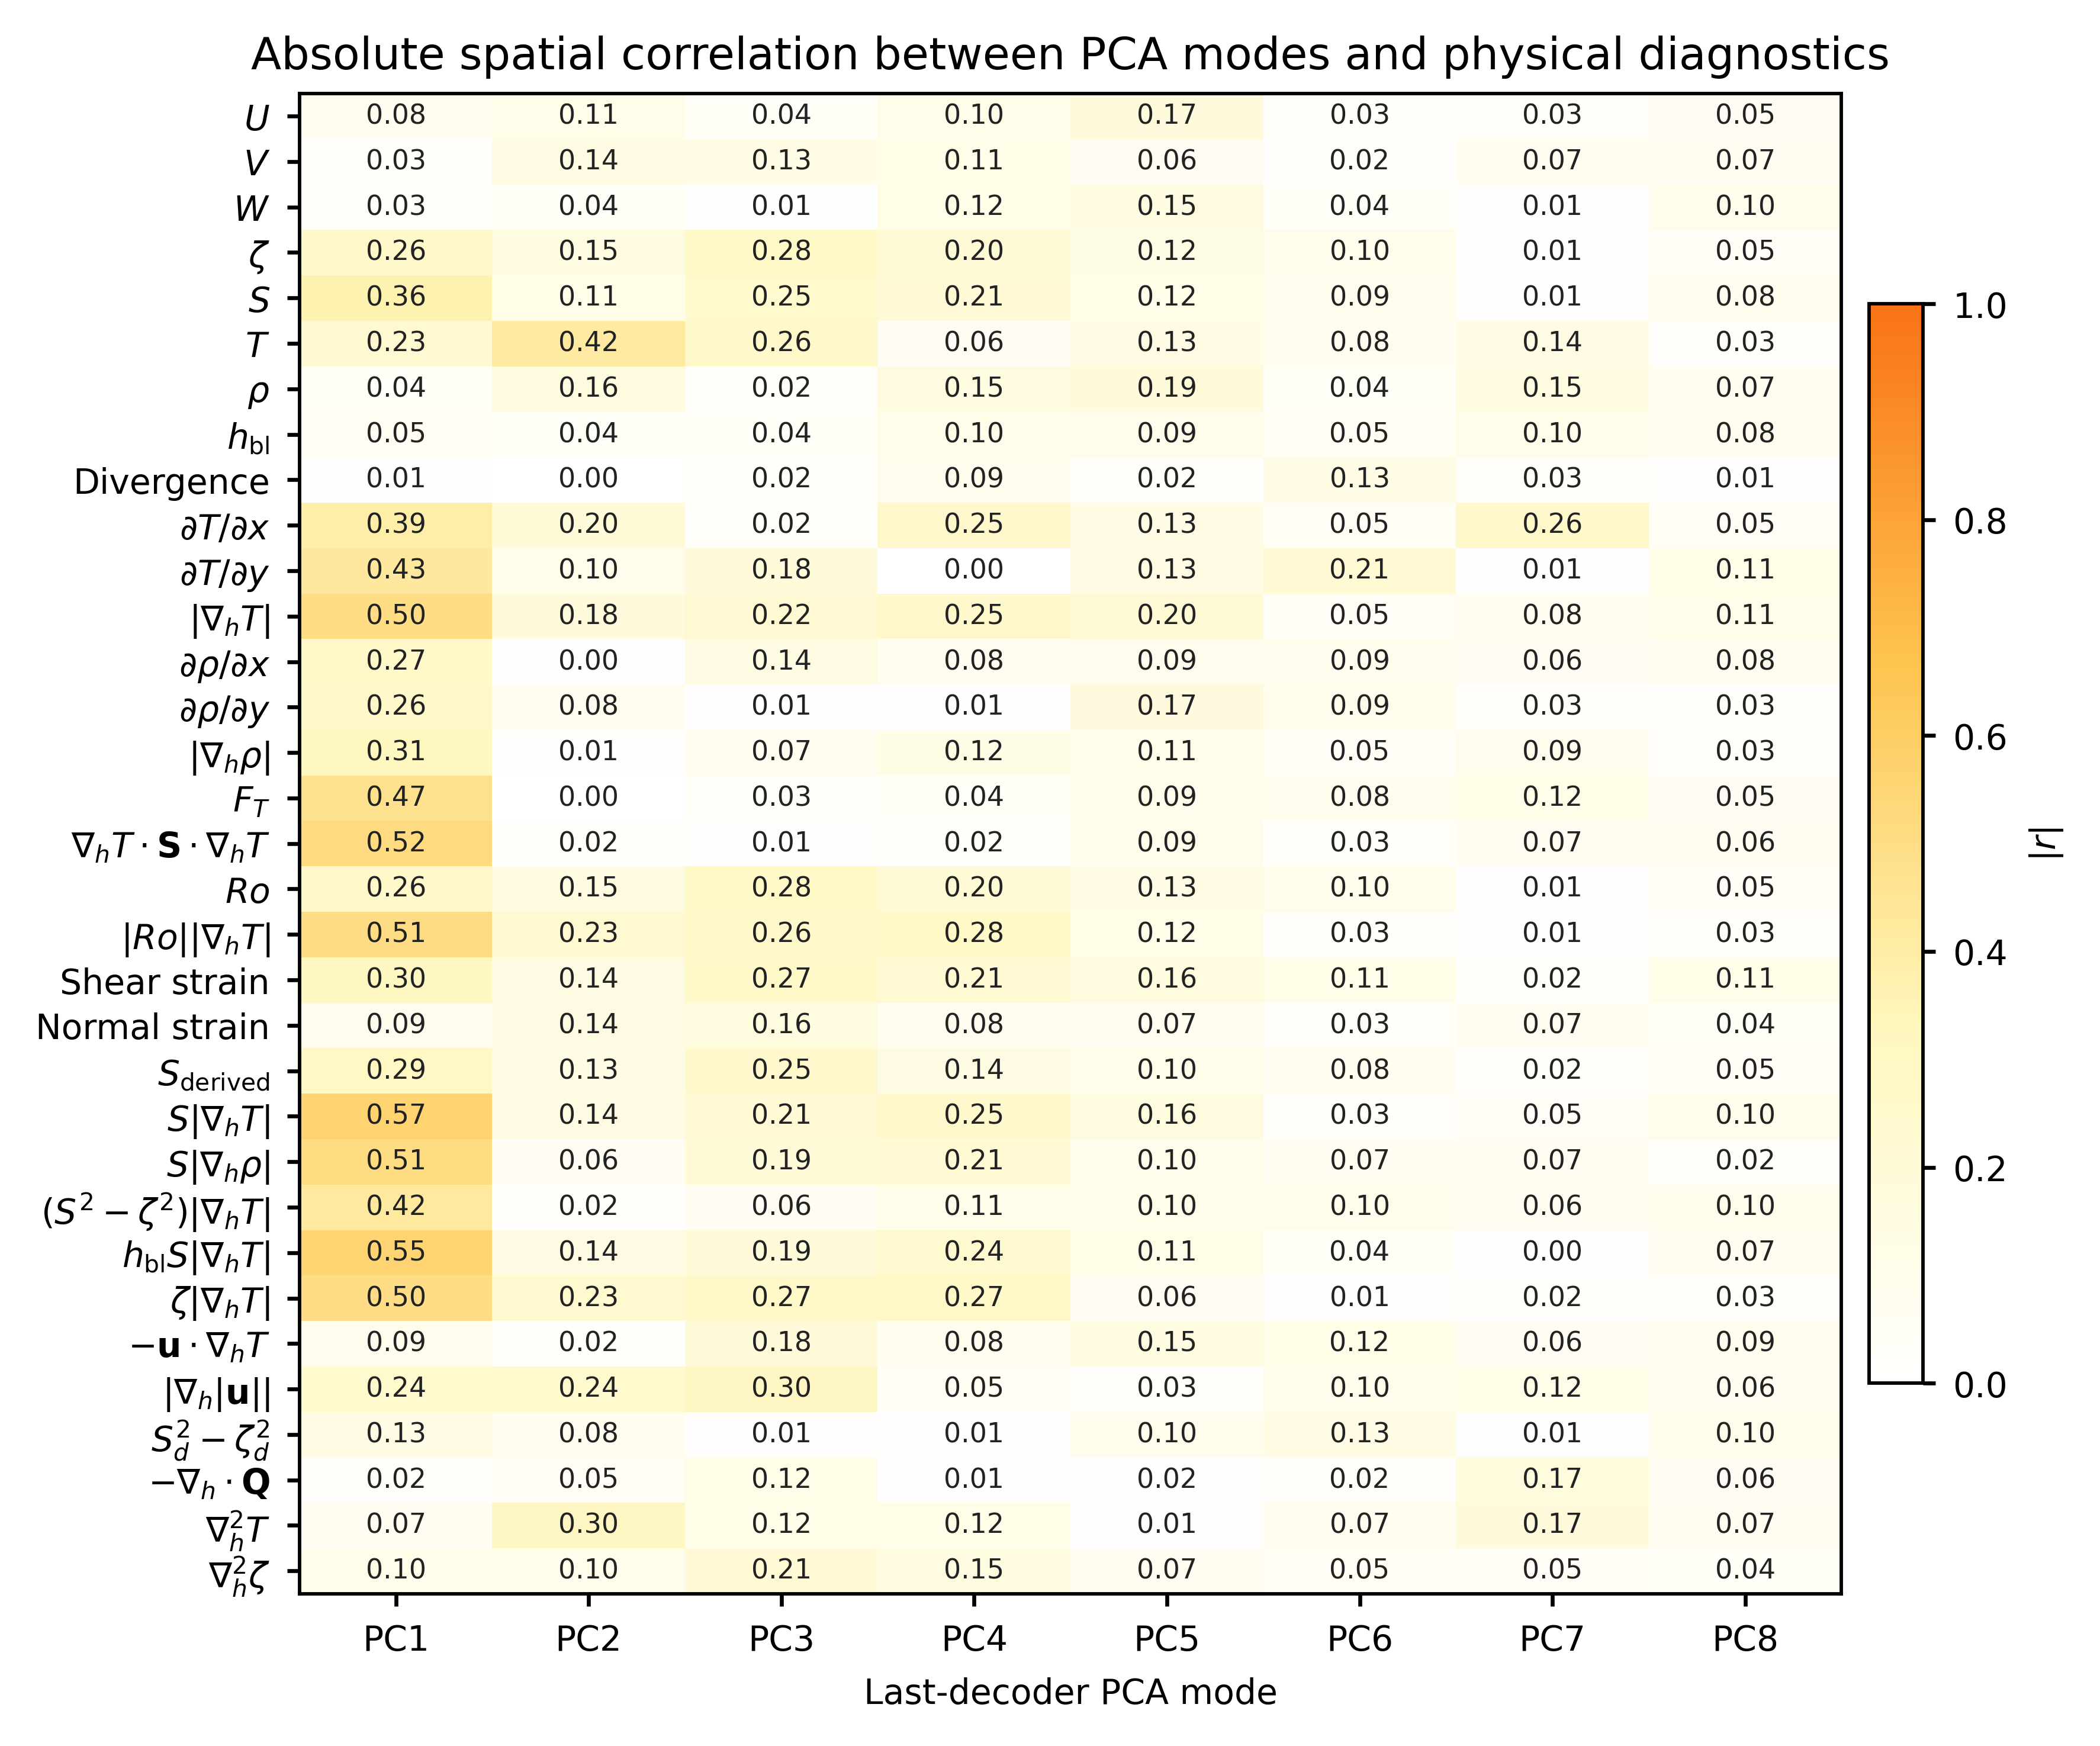 Absolute spatial correlation between PCA modes and physical diagnostics
U 0.08 0.11 0.04 0.10 0.17 0.03 0.03 0.05
V 0.03 0.14 0.13 0.11 0.06 0.02 0.07 0.07
W 0.03 0.04 0.01 0.12 0.15 0.04 0.01 0.10
ζ 0.26 0.15 0.28 0.20 0.12 0.10 0.01 0.05
S 0.36 0.11 0.25 0.21 0.12 0.09 0.01 0.08
T 0.23 0.42 0.26 0.06 0.13 0.08 0.14 0.03
ρ 0.04 0.16 0.02 0.15 0.19 0.04 0.15 0.07
h_bl 0.05 0.04 0.04 0.10 0.09 0.05 0.10 0.08
Divergence 0.01 0.00 0.02 0.09 0.02 0.13 0.03 0.01
∂T/∂x 0.39 0.20 0.02 0.25 0.13 0.05 0.26 0.05
∂T/∂y 0.43 0.10 0.18 0.00 0.13 0.21 0.01 0.11
|∇_hT| 0.50 0.18 0.22 0.25 0.20 0.05 0.08 0.11
∂ρ/∂x 0.27 0.00 0.14 0.08 0.09 0.09 0.06 0.08
∂ρ/∂y 0.26 0.08 0.01 0.01 0.17 0.09 0.03 0.03
|∇_hρ| 0.31 0.01 0.07 0.12 0.11 0.05 0.09 0.03
F_T 0.47 0.00 0.03 0.04 0.09 0.08 0.12 0.05
∇_hT · S · ∇_hT 0.52 0.02 0.01 0.02 0.09 0.03 0.07 0.06
Ro 0.26 0.15 0.28 0.20 0.13 0.10 0.01 0.05
|Ro||∇_hT| 0.51 0.23 0.26 0.28 0.12 0.03 0.01 0.03
Shear strain 0.30 0.14 0.27 0.21 0.16 0.11 0.02 0.11
Normal strain 0.09 0.14 0.16 0.08 0.07 0.03 0.07 0.04
S_derived 0.29 0.13 0.25 0.14 0.10 0.08 0.02 0.05
S|∇_hT| 0.57 0.14 0.21 0.25 0.16 0.03 0.05 0.10
S|∇_hρ| 0.51 0.06 0.19 0.21 0.10 0.07 0.07 0.02
(S² − ζ²)|∇_hT| 0.42 0.02 0.06 0.11 0.10 0.10 0.06 0.10
h_blS|∇_hT| 0.55 0.14 0.19 0.24 0.11 0.04 0.00 0.07
ζ|∇_hT| 0.50 0.23 0.27 0.27 0.06 0.01 0.02 0.03
−u · ∇_hT 0.09 0.02 0.18 0.08 0.15 0.12 0.06 0.09
|∇_h|u|| 0.24 0.24 0.30 0.05 0.03 0.10 0.12 0.06
S_d² − ζ_d² 0.13 0.08 0.01 0.01 0.10 0.13 0.01 0.10
−∇_h · Q 0.02 0.05 0.12 0.01 0.02 0.02 0.17 0.06
∇_h²T 0.07 0.30 0.12 0.12 0.01 0.07 0.17 0.07
∇_h²ζ 0.10 0.10 0.21 0.15 0.07 0.05 0.05 0.04
PC1 PC2 PC3 PC4 PC5 PC6 PC7 PC8
Last-decoder PCA mode
1.0
0.8
0.6
0.4
0.2
0.0
|r|